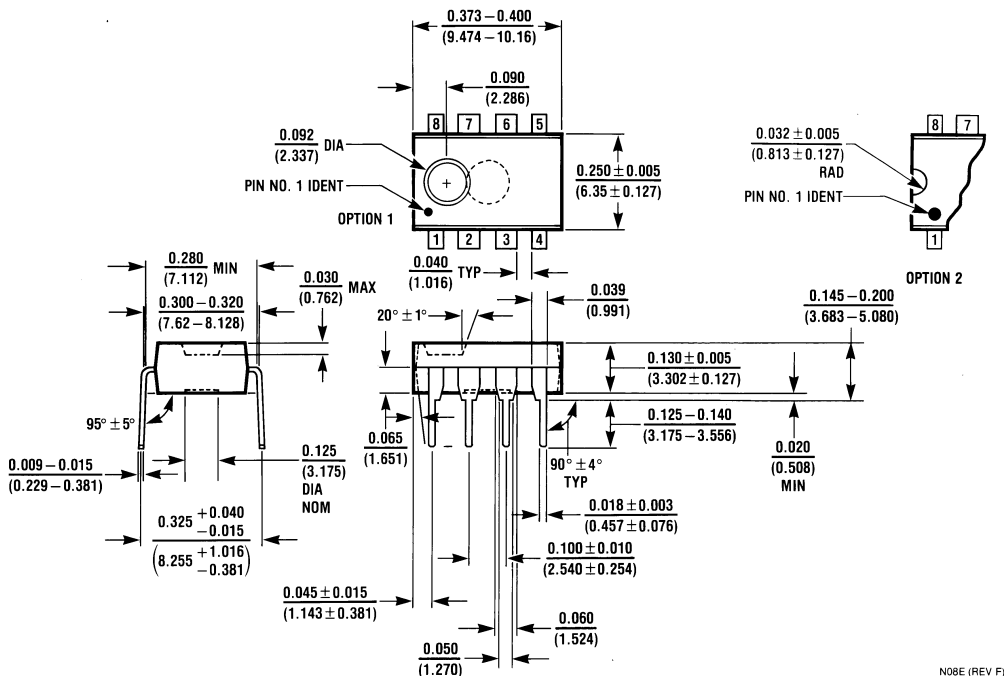 0.373 – 0.400
(9.474 – 10.16)
0.090
(2.286)
8 7 6 5
0.092 DIA
(2.337)
PIN NO. 1 IDENT
OPTION 1
1 2 3 4
0.250 ± 0.005
(6.35 ± 0.127)
8 7
0.032 ± 0.005
(0.813 ± 0.127)
RAD
PIN NO. 1 IDENT
1
OPTION 2
0.280 MIN
(7.112)
0.300 – 0.320
(7.62 – 8.128)
0.030 MAX
(0.762)
0.040 TYP
(1.016)
0.039
(0.991)
20° ± 1°
0.145 – 0.200
(3.683 – 5.080)
0.130 ± 0.005
(3.302 ± 0.127)
0.125 – 0.140
(3.175 – 3.556)
0.020
(0.508)
MIN
95° ± 5°
0.009 – 0.015
(0.229 – 0.381)
0.125
(3.175)
DIA
NOM
0.065
(1.651)
90° ± 4°
TYP
0.018 ± 0.003
(0.457 ± 0.076)
0.325 +0.040
−0.015
(8.255 +1.016
−0.381)
0.100 ± 0.010
(2.540 ± 0.254)
0.045 ± 0.015
(1.143 ± 0.381)
0.060
(1.524)
0.050
(1.270)
N08E (REV F)